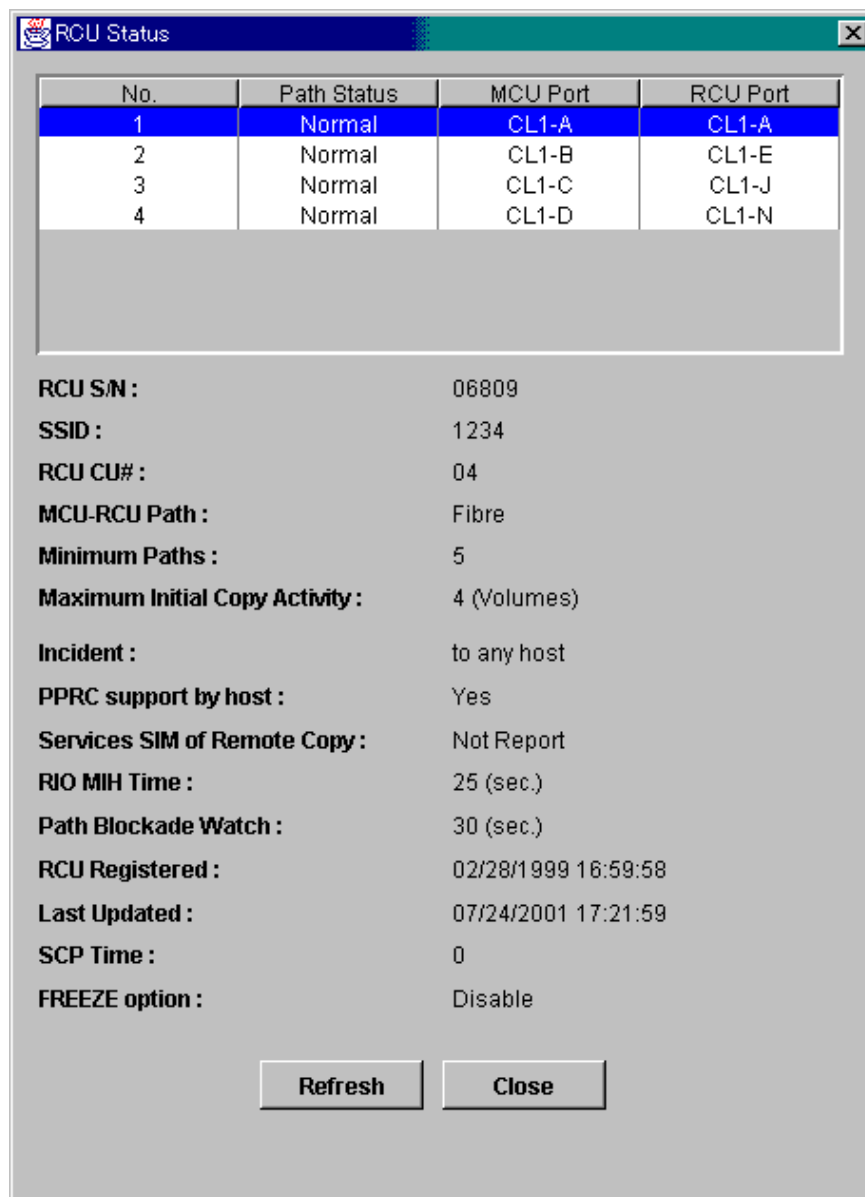 RCU Status
No. Path Status MCU Port RCU Port
1 Normal CL1-A CL1-A
2 Normal CL1-B CL1-E
3 Normal CL1-C CL1-J
4 Normal CL1-D CL1-N
RCU S/N : 06809
SSID : 1234
RCU CU# : 04
MCU-RCU Path : Fibre
Minimum Paths : 5
Maximum Initial Copy Activity : 4 (Volumes)
Incident : to any host
PPRC support by host : Yes
Services SIM of Remote Copy : Not Report
RIO MIH Time : 25 (sec.)
Path Blockade Watch : 30 (sec.)
RCU Registered : 02/28/1999 16:59:58
Last Updated : 07/24/2001 17:21:59
SCP Time : 0
FREEZE option : Disable
Refresh Close